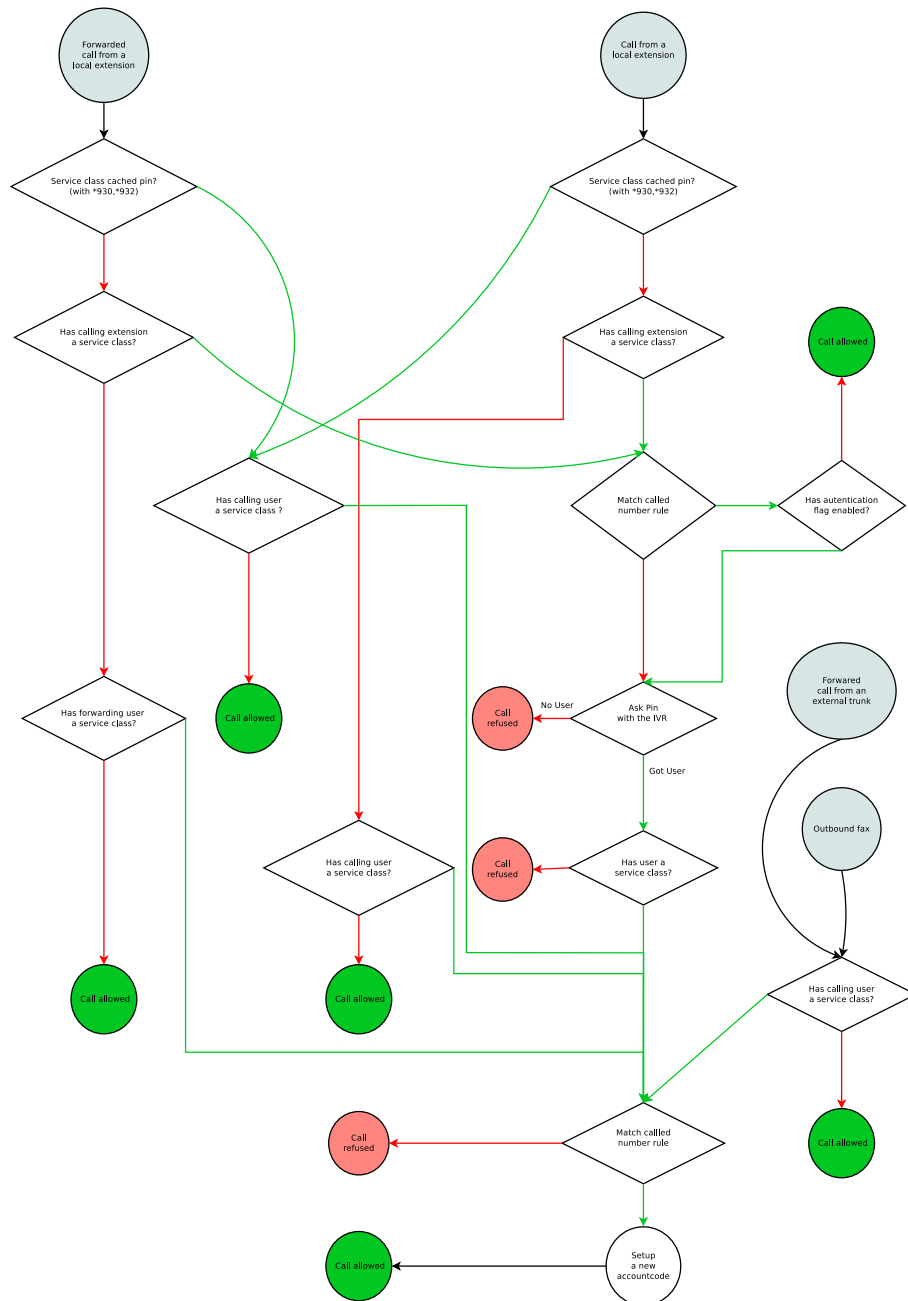 Forwarded
call from a
local extension
Call from a
local extension
Service class cached pin?
(with *930,*932)
Service class cached pin?
(with *930,*932)
Has calling extension
a service class?
Has calling extension
a service class?
Call allowed
Has calling user
a service class ?
Match called
number rule
Has autentication
flag enabled?
Forwared
call from an
external trunk
Has forwarding user
a service class?
Call allowed
Call
refused
No User
Ask Pin
with the IVR
Got User
Outbound fax
Has calling user
a service class?
Call
refused
Has user a
service class?
Call allowed
Call allowed
Has calling user
a service class?
Call
refused
Match callled
number rule
Call allowed
Call allowed
Setup
a new
accountcode